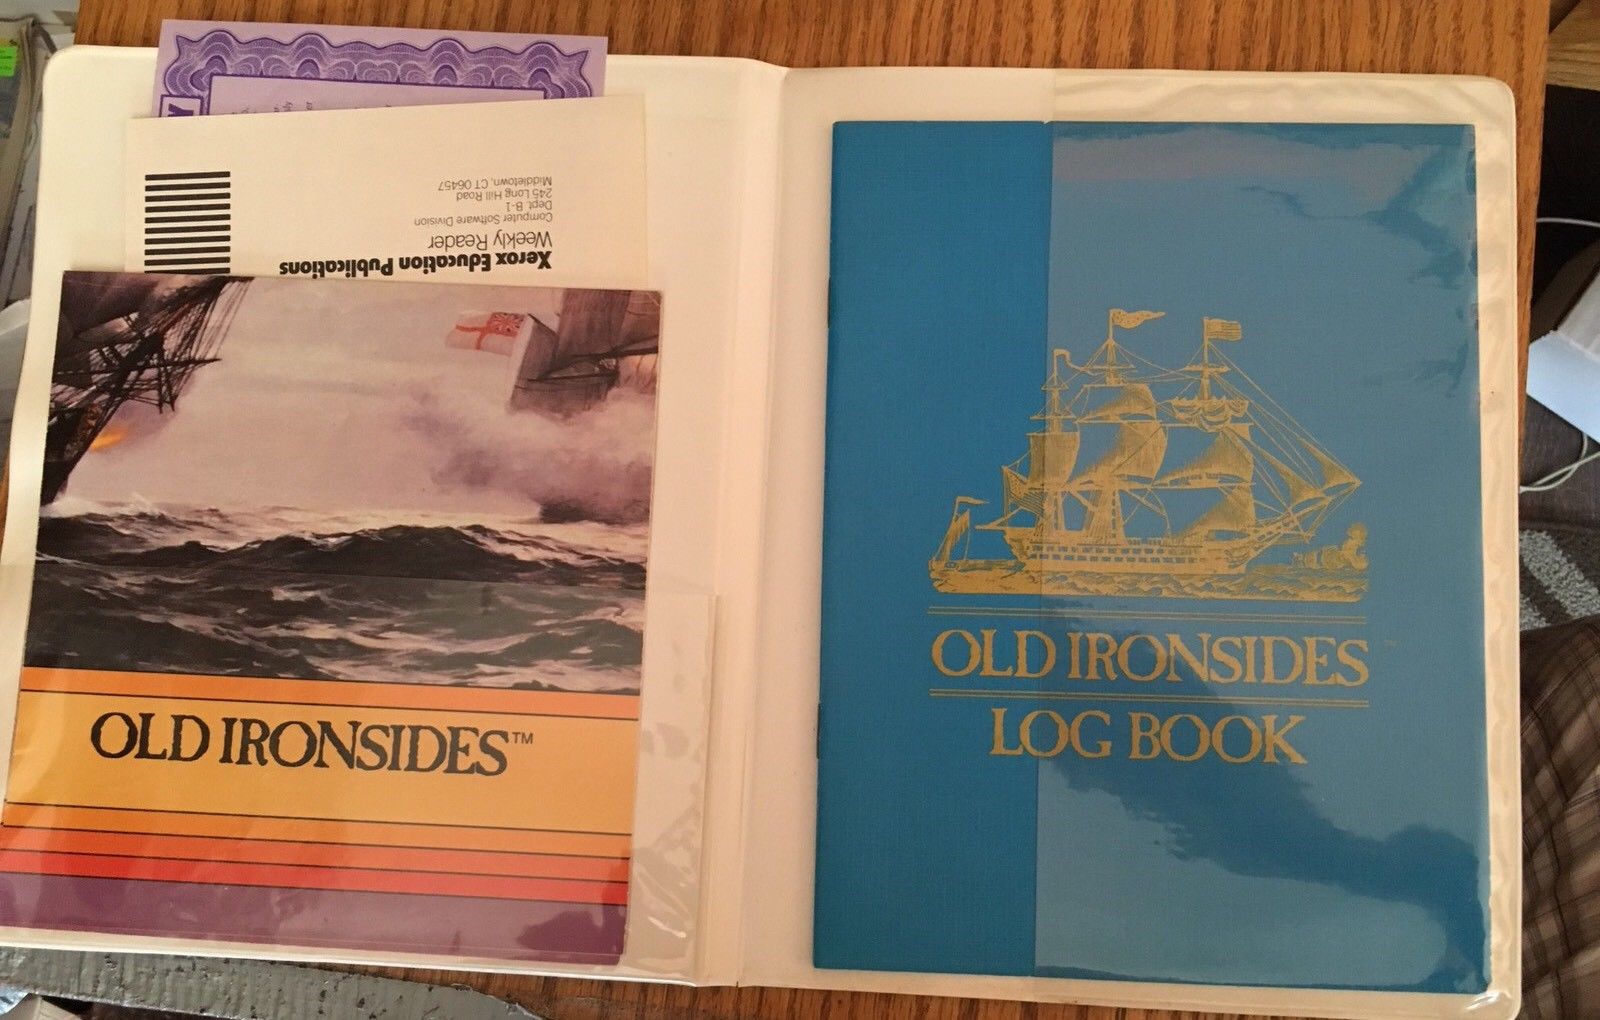 Xerox Education Publications
Weekly Reader
Computer Software Division
Dept. B-1
245 Long Hill Road
Middletown, CT 06457
OLD IRONSIDES™
OLD IRONSIDES
LOG BOOK